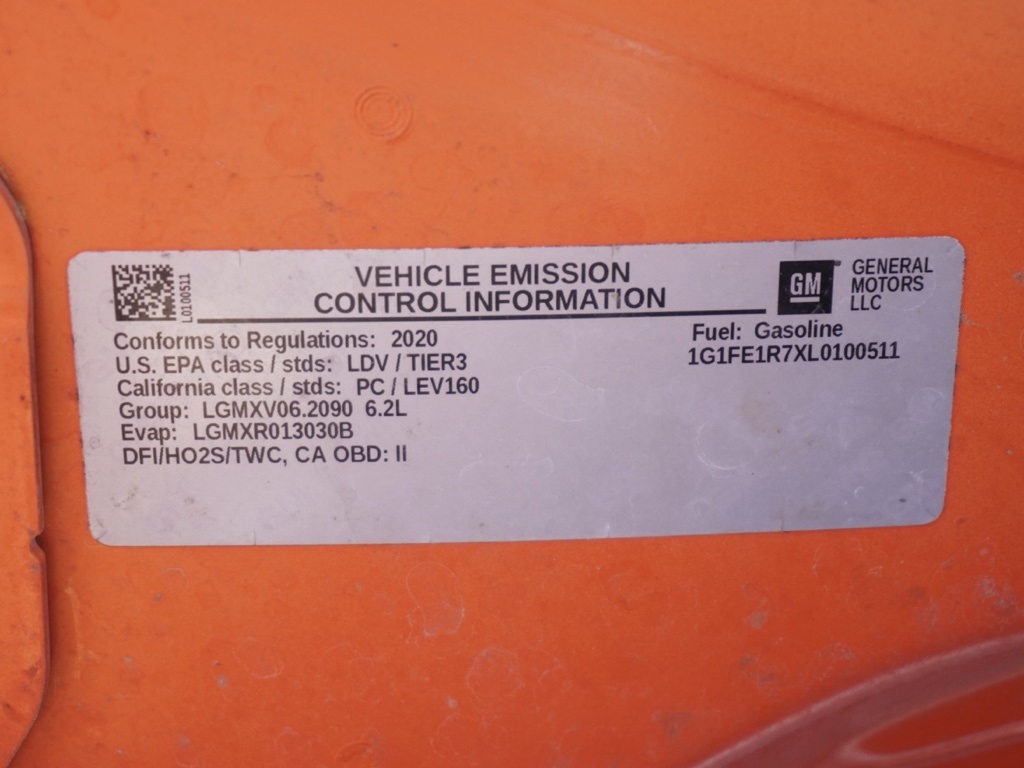 L0100511
VEHICLE EMISSION
CONTROL INFORMATION
GM
GENERAL
MOTORS
LLC
Conforms to Regulations: 2020
U.S. EPA class / stds: LDV / TIER3
California class / stds: PC / LEV160
Group: LGMXV06.2090 6.2L
Evap: LGMXR013030B
DFI/HO2S/TWC, CA OBD: II
Fuel: Gasoline
1G1FE1R7XL0100511